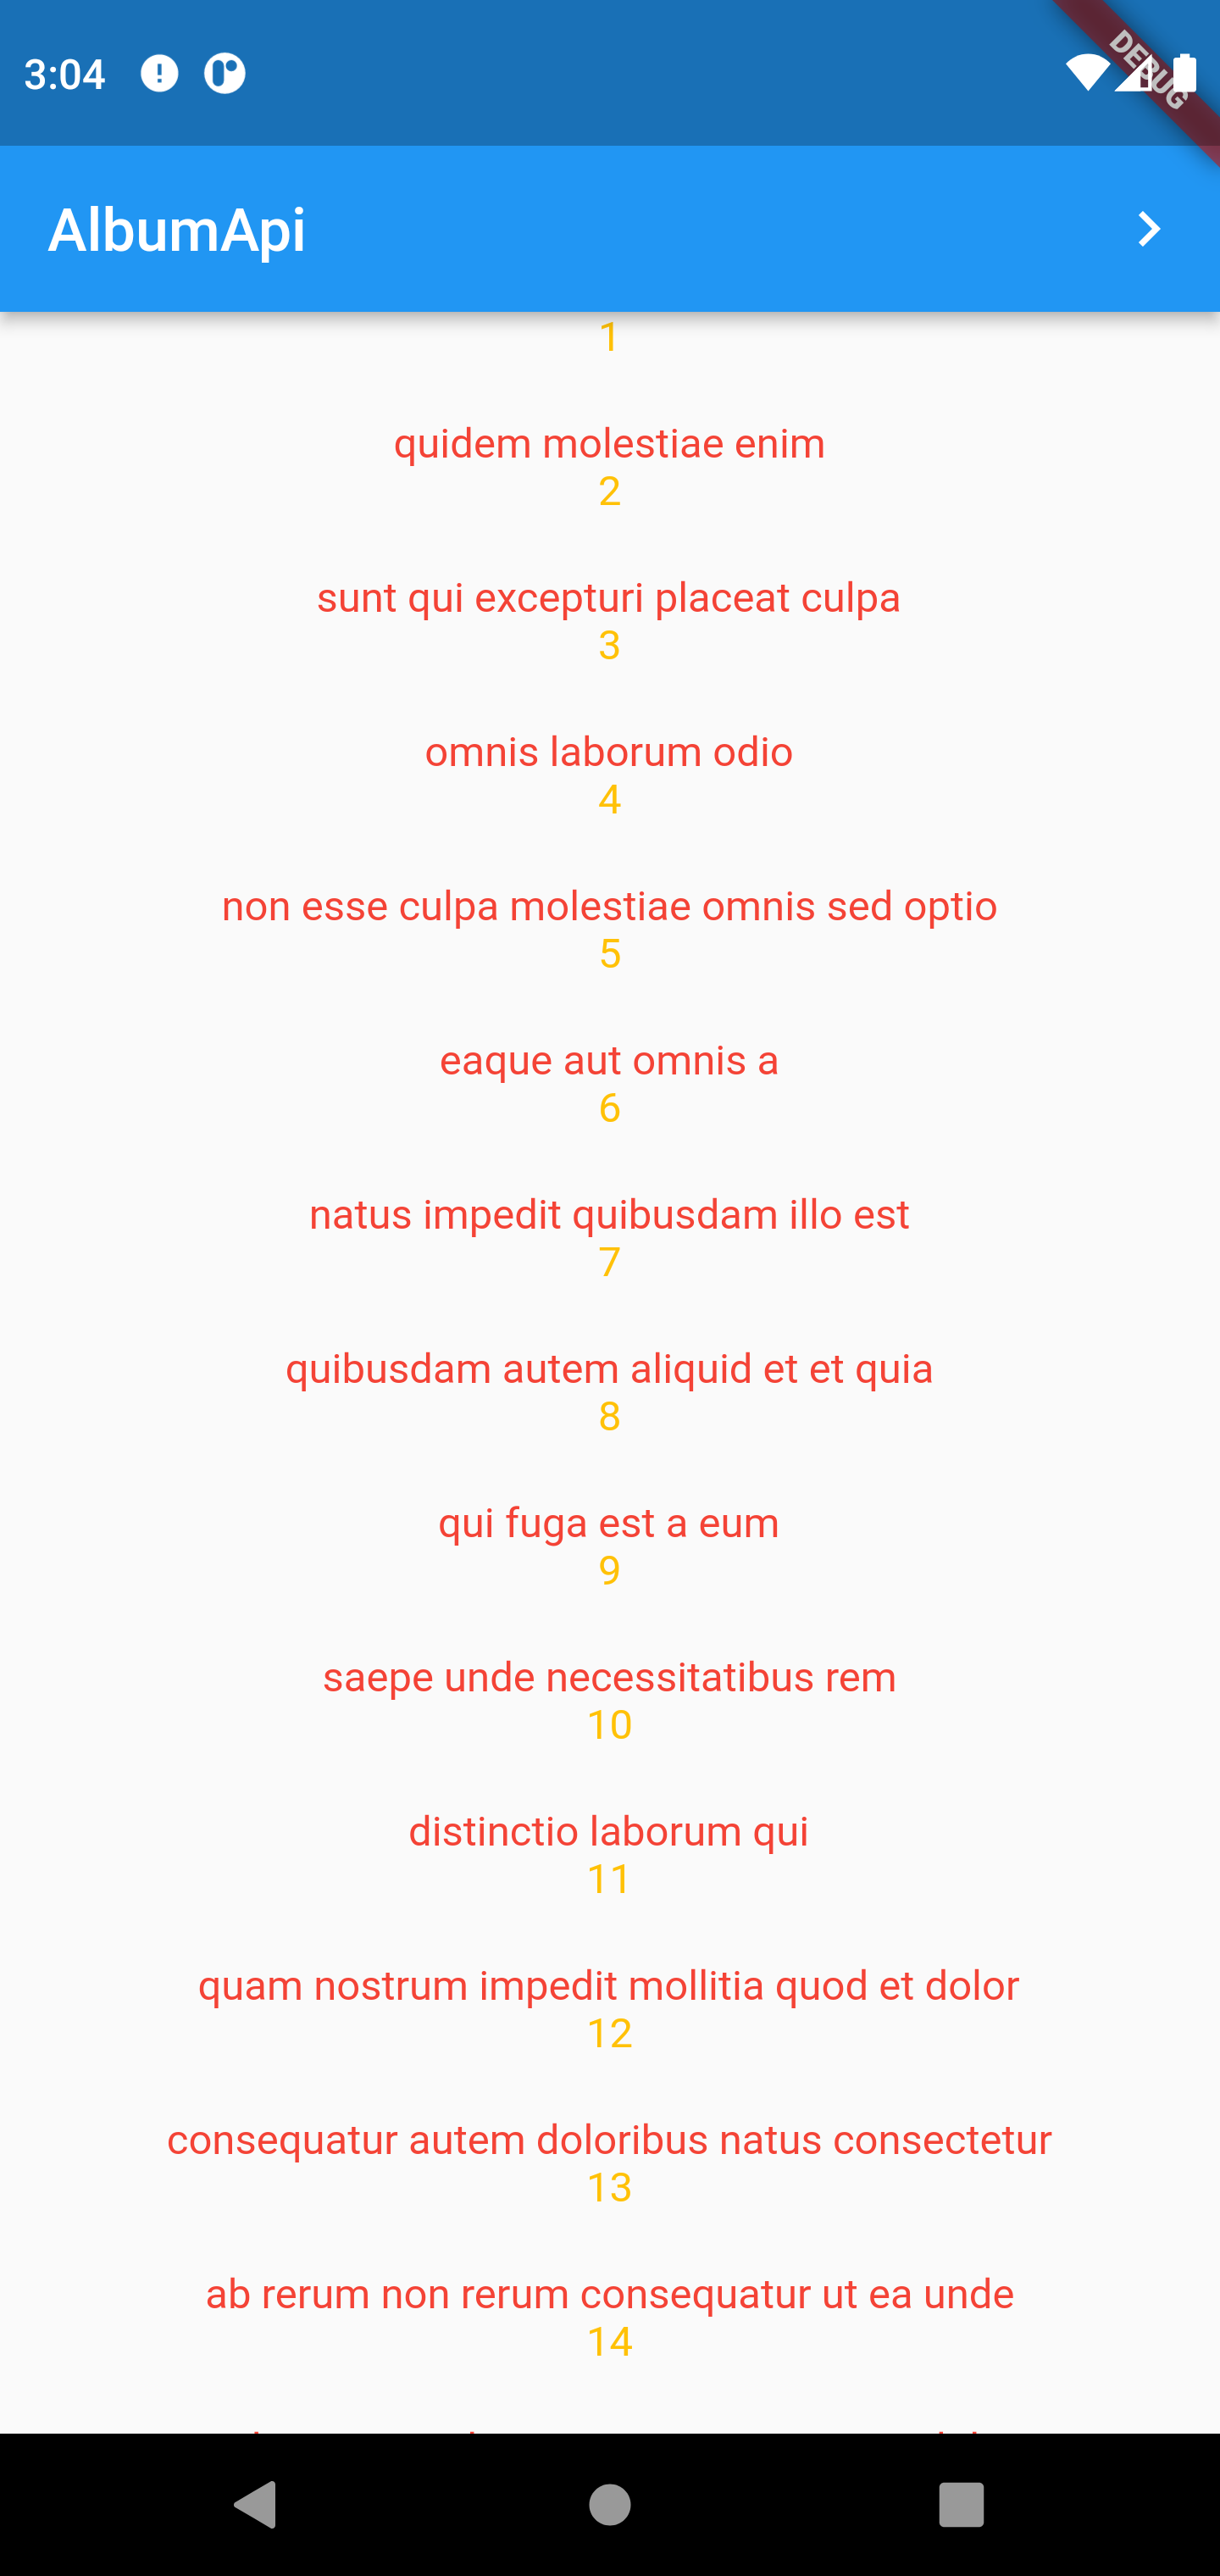 3:04
DEBUG
AlbumApi
1
quidem molestiae enim
2
sunt qui excepturi placeat culpa
3
omnis laborum odio
4
non esse culpa molestiae omnis sed optio
5
eaque aut omnis a
6
natus impedit quibusdam illo est
7
quibusdam autem aliquid et et quia
8
qui fuga est a eum
9
saepe unde necessitatibus rem
10
distinctio laborum qui
11
quam nostrum impedit mollitia quod et dolor
12
consequatur autem doloribus natus consectetur
13
ab rerum non rerum consequatur ut ea unde
14